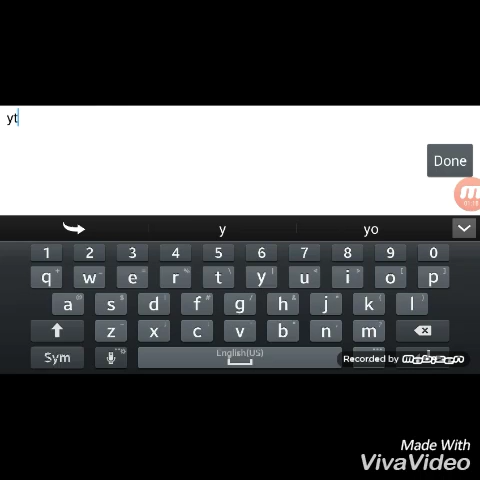 yt
Done
y yo
1 2 3 4 5 6 7 8 9 0
q w e r t y u i o p
a s d f g h j k l
z x c v b n m
Sym English(US) Recorded by
Made With
VivaVideo